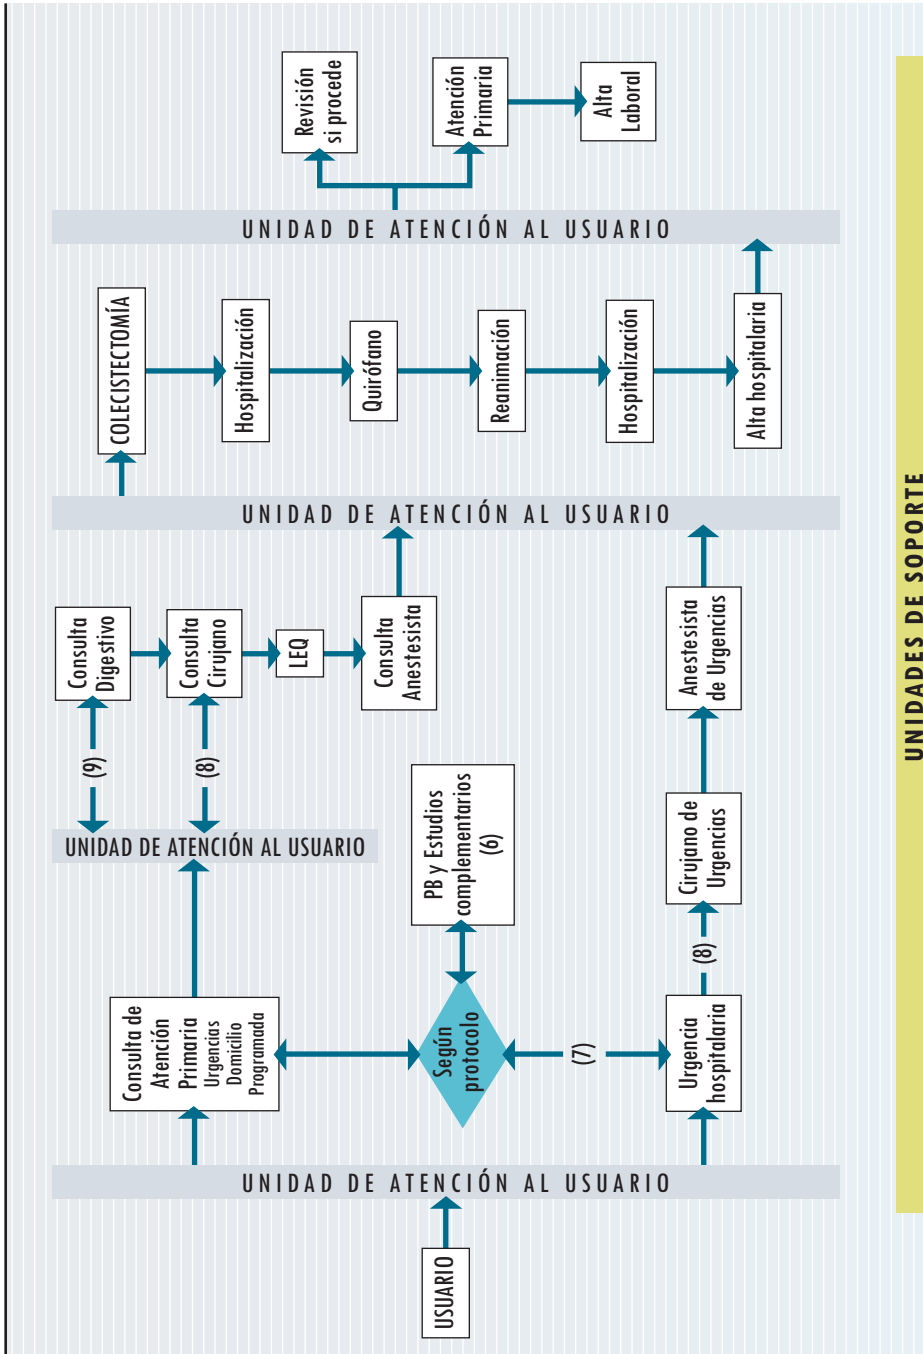 USUARIO
UNIDAD DE ATENCIÓN AL USUARIO
Consulta de
Atención
Primaria
Urgencias
Domicilio
Programada
Según
protocolo
(7)
Urgencia
hospitalaria
PB y Estudios
complementarios
(6)
(8)
Cirujano de
Urgencias
Anestesista
de Urgencias
UNIDAD DE ATENCIÓN AL USUARIO
(9)
(8)
Consulta
Digestivo
Consulta
Cirujano
LEQ
Consulta
Anestesista
UNIDAD DE ATENCIÓN AL USUARIO
COLECISTECTOMÍA
Hospitalización
Quirófano
Reanimación
Hospitalización
Alta hospitalaria
UNIDAD DE ATENCIÓN AL USUARIO
Revisión
si procede
Atención
Primaria
Alta
Laboral
UNIDADES DE SOPORTE